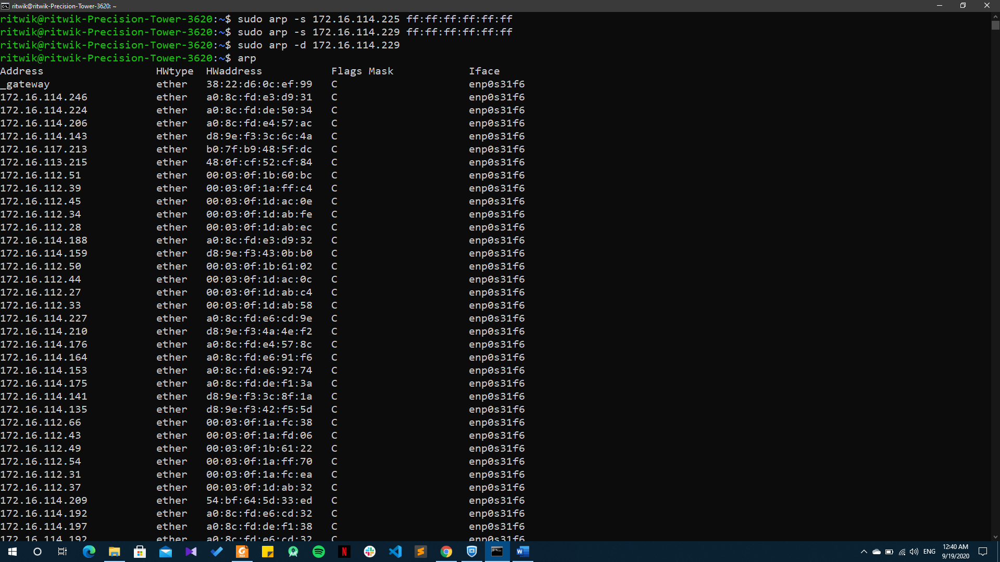 ritwik@ritwik-Precision-Tower-3620: ~
ritwik@ritwik-Precision-Tower-3620:~$ sudo arp -s 172.16.114.225 ff:ff:ff:ff:ff:ff
ritwik@ritwik-Precision-Tower-3620:~$ sudo arp -s 172.16.114.229 ff:ff:ff:ff:ff:ff
ritwik@ritwik-Precision-Tower-3620:~$ sudo arp -d 172.16.114.229
ritwik@ritwik-Precision-Tower-3620:~$ arp
Address HWtype HWaddress Flags Mask Iface
_gateway ether 38:22:d6:0c:ef:99 C enp0s31f6
172.16.114.246 ether a0:8c:fd:e3:d9:31 C enp0s31f6
172.16.114.224 ether a0:8c:fd:de:50:34 C enp0s31f6
172.16.114.206 ether a0:8c:fd:e4:57:ac C enp0s31f6
172.16.114.143 ether d8:9e:f3:3c:6c:4a C enp0s31f6
172.16.117.213 ether b0:7f:b9:48:5f:dc C enp0s31f6
172.16.113.215 ether 48:0f:cf:52:cf:84 C enp0s31f6
172.16.112.51 ether 00:03:0f:1b:60:bc C enp0s31f6
172.16.112.39 ether 00:03:0f:1a:ff:c4 C enp0s31f6
172.16.112.45 ether 00:03:0f:1d:ac:0e C enp0s31f6
172.16.112.34 ether 00:03:0f:1d:ab:fe C enp0s31f6
172.16.112.28 ether 00:03:0f:1d:ab:ec C enp0s31f6
172.16.114.188 ether a0:8c:fd:e3:d9:32 C enp0s31f6
172.16.114.159 ether d8:9e:f3:43:0b:b0 C enp0s31f6
172.16.112.50 ether 00:03:0f:1b:61:02 C enp0s31f6
172.16.112.44 ether 00:03:0f:1d:ac:0c C enp0s31f6
172.16.112.27 ether 00:03:0f:1d:ab:c4 C enp0s31f6
172.16.112.33 ether 00:03:0f:1d:ab:58 C enp0s31f6
172.16.114.227 ether a0:8c:fd:e6:cd:9e C enp0s31f6
172.16.114.210 ether d8:9e:f3:4a:4e:f2 C enp0s31f6
172.16.114.176 ether a0:8c:fd:e4:57:8c C enp0s31f6
172.16.114.164 ether a0:8c:fd:e6:91:f6 C enp0s31f6
172.16.114.153 ether a0:8c:fd:e6:92:74 C enp0s31f6
172.16.114.175 ether a0:8c:fd:de:f1:3a C enp0s31f6
172.16.114.141 ether d8:9e:f3:3c:8f:1a C enp0s31f6
172.16.114.135 ether d8:9e:f3:42:f5:5d C enp0s31f6
172.16.112.66 ether 00:03:0f:1a:fc:38 C enp0s31f6
172.16.112.43 ether 00:03:0f:1a:fd:06 C enp0s31f6
172.16.112.49 ether 00:03:0f:1b:61:22 C enp0s31f6
172.16.112.54 ether 00:03:0f:1a:ff:70 C enp0s31f6
172.16.112.31 ether 00:03:0f:1a:fc:ea C enp0s31f6
172.16.112.37 ether 00:03:0f:1d:ab:32 C enp0s31f6
172.16.114.209 ether 54:bf:64:5d:33:ed C enp0s31f6
172.16.114.192 ether a0:8c:fd:e6:cd:32 C enp0s31f6
172.16.114.197 ether a0:8c:fd:de:f1:38 C enp0s31f6
172.16.114.192 ether a0:8c:fd:e6:cd:32 C enp0s31f6
ENG
12:40 AM
9/19/2020